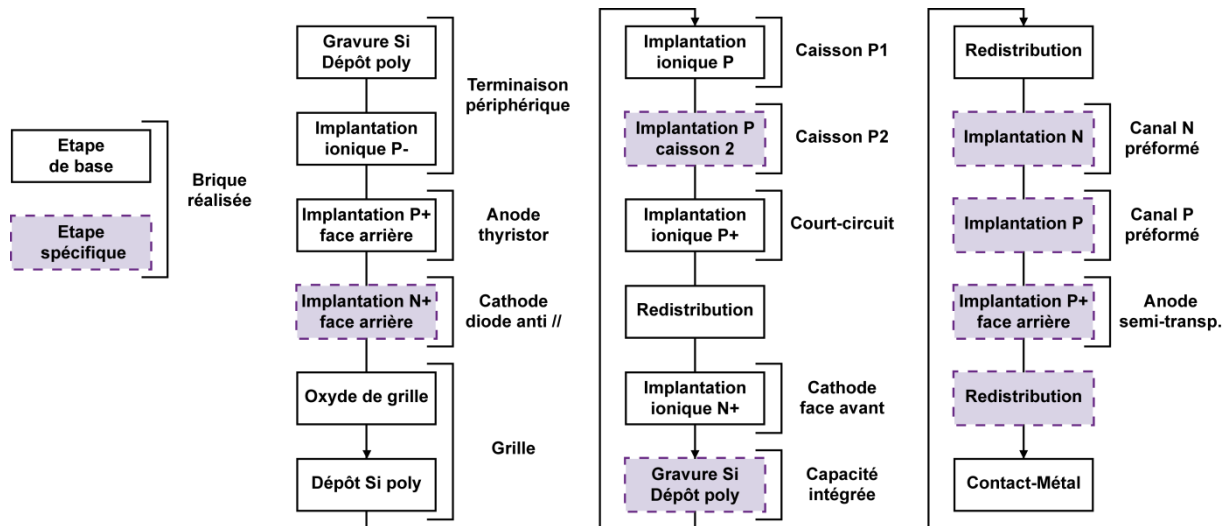 Etape
de base
Etape
spécifique
Brique
réalisée
Gravure Si
Dépôt poly
Implantation
ionique P-
Terminaison
périphérique
Implantation P+
face arrière
Anode
thyristor
Implantation N+
face arrière
Cathode
diode anti //
Oxyde de grille
Dépôt Si poly
Grille
Implantation
ionique P
Caisson P1
Implantation P
caisson 2
Caisson P2
Implantation
ionique P+
Court-circuit
Redistribution
Implantation
ionique N+
Cathode
face avant
Gravure Si
Dépôt poly
Capacité
intégrée
Redistribution
Implantation N
Canal N
préformé
Implantation P
Canal P
préformé
Implantation P+
face arrière
Anode
semi-transp.
Redistribution
Contact-Métal